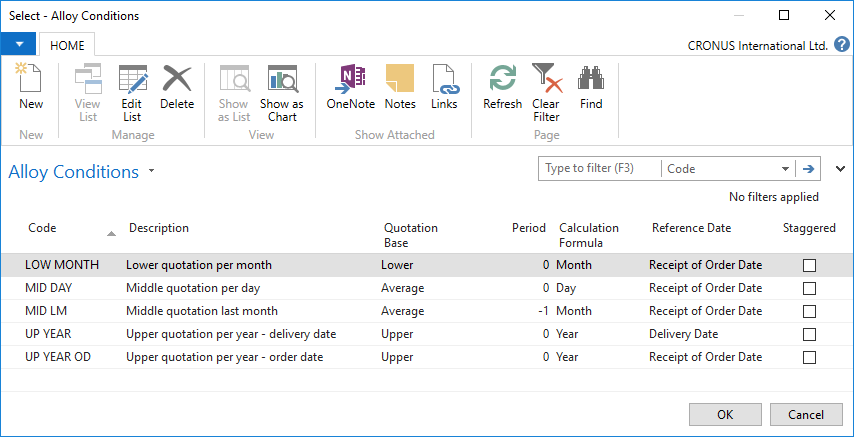 Select - Alloy Conditions
HOME
CRONUS International Ltd. ?
New View List Edit List Delete Show as List Show as Chart OneNote Notes Links Refresh Clear Filter Find
New Manage View Show Attached Page
Alloy Conditions
Type to filter (F3) Code
No filters applied
Code Description Quotation Base Period Calculation Formula Reference Date Staggered
LOW MONTH Lower quotation per month Lower 0 Month Receipt of Order Date
MID DAY Middle quotation per day Average 0 Day Receipt of Order Date
MID LM Middle quotation last month Average -1 Month Receipt of Order Date
UP YEAR Upper quotation per year - delivery date Upper 0 Year Delivery Date
UP YEAR OD Upper quotation per year - order date Upper 0 Year Receipt of Order Date
OK Cancel